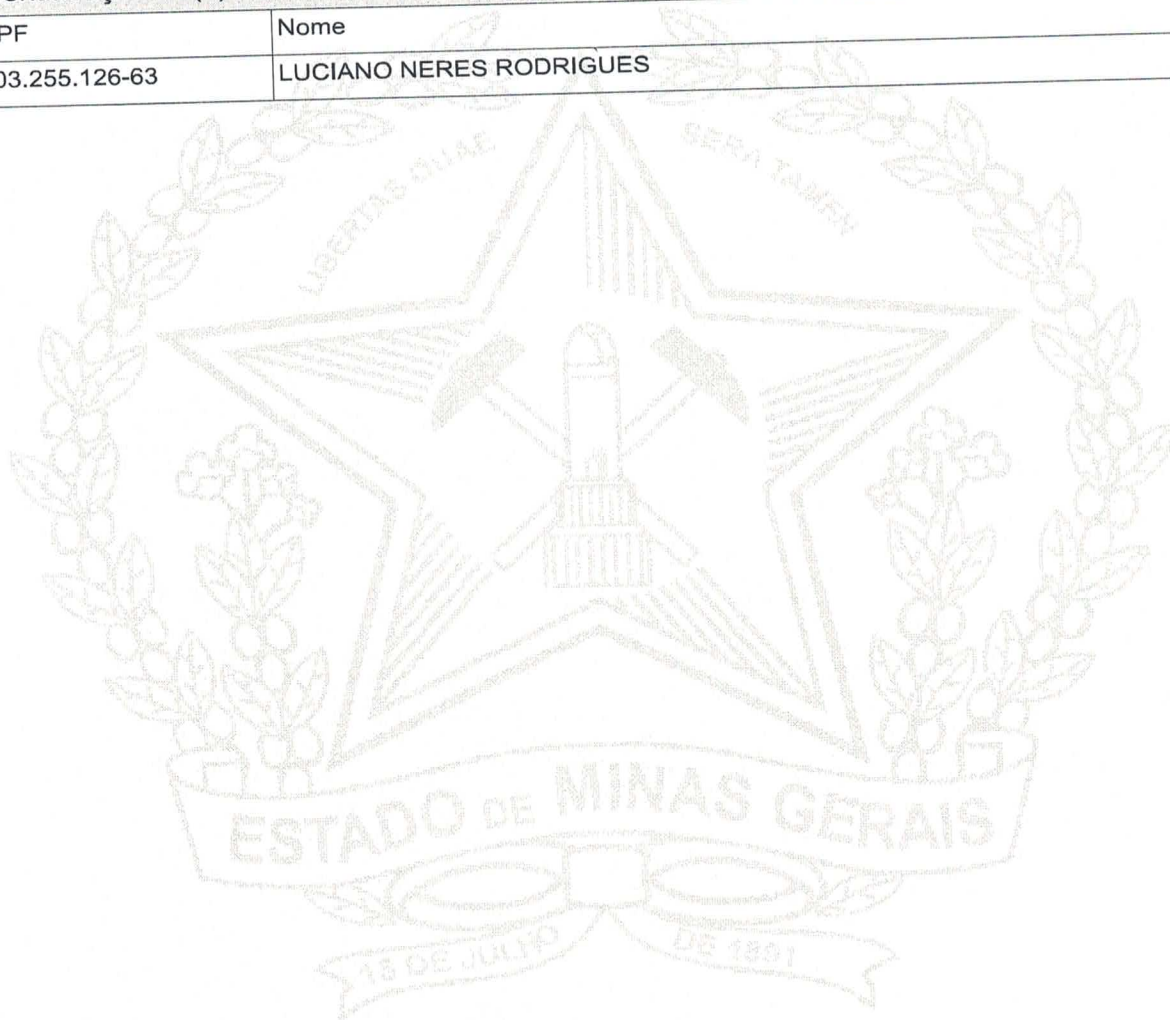 PF Nome
03.255.126-63 LUCIANO NERES RODRIGUES
LIBERTAS QUAE SERA TAMEN
ESTADO DE MINAS GERAIS
15 DE JULHO DE 1891